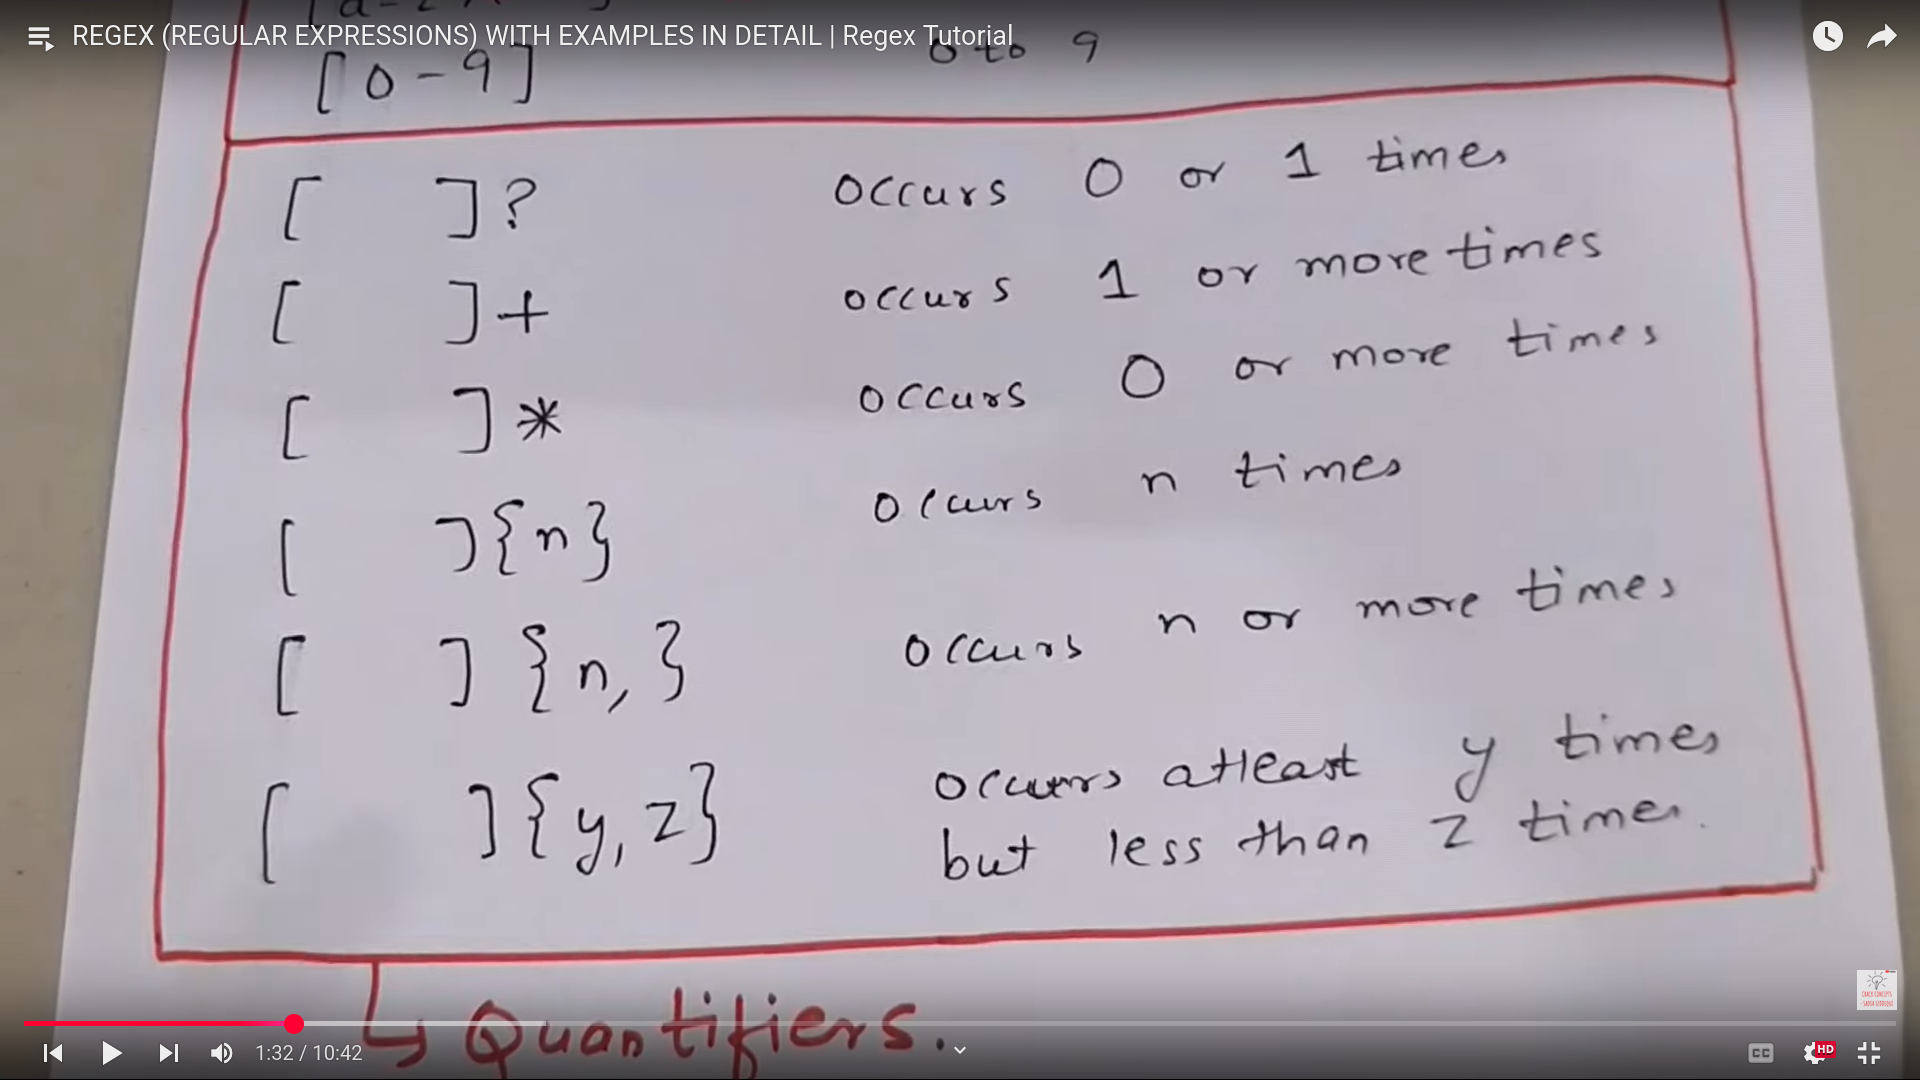 REGEX (REGULAR EXPRESSIONS) WITH EXAMPLES IN DETAIL | Regex Tutorial
[0-9] 0 to 9
[ ]? occurs 0 or 1 times
[ ]+ occurs 1 or more times
[ ]* occurs 0 or more times
[ ]{n} occurs n times
[ ]{n,} occurs n or more times
[ ]{y,z} occurs atleast y times
but less than z times.
Quantifiers.
1:32 / 10:42
CC
HD